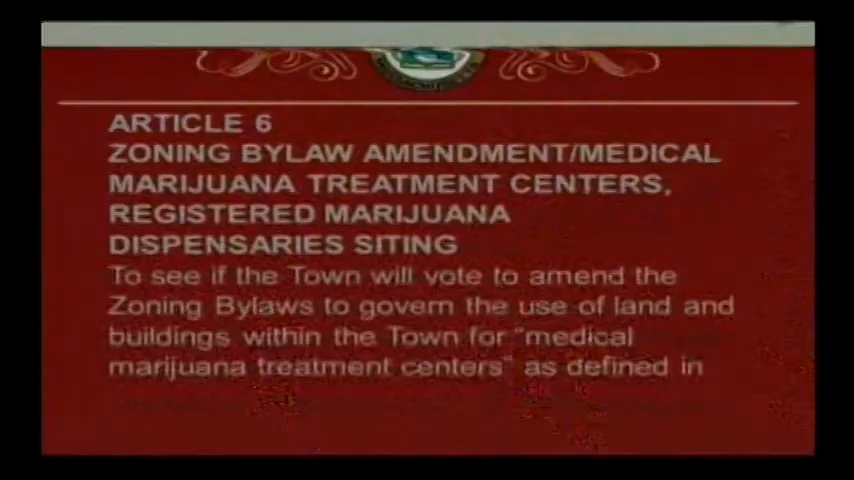 ARTICLE 6
ZONING BYLAW AMENDMENT/MEDICAL
MARIJUANA TREATMENT CENTERS,
REGISTERED MARIJUANA
DISPENSARIES SITING
To see if the Town will vote to amend the
Zoning Bylaws to govern the use of land and
buildings within the Town for "medical
marijuana treatment centers" as defined in